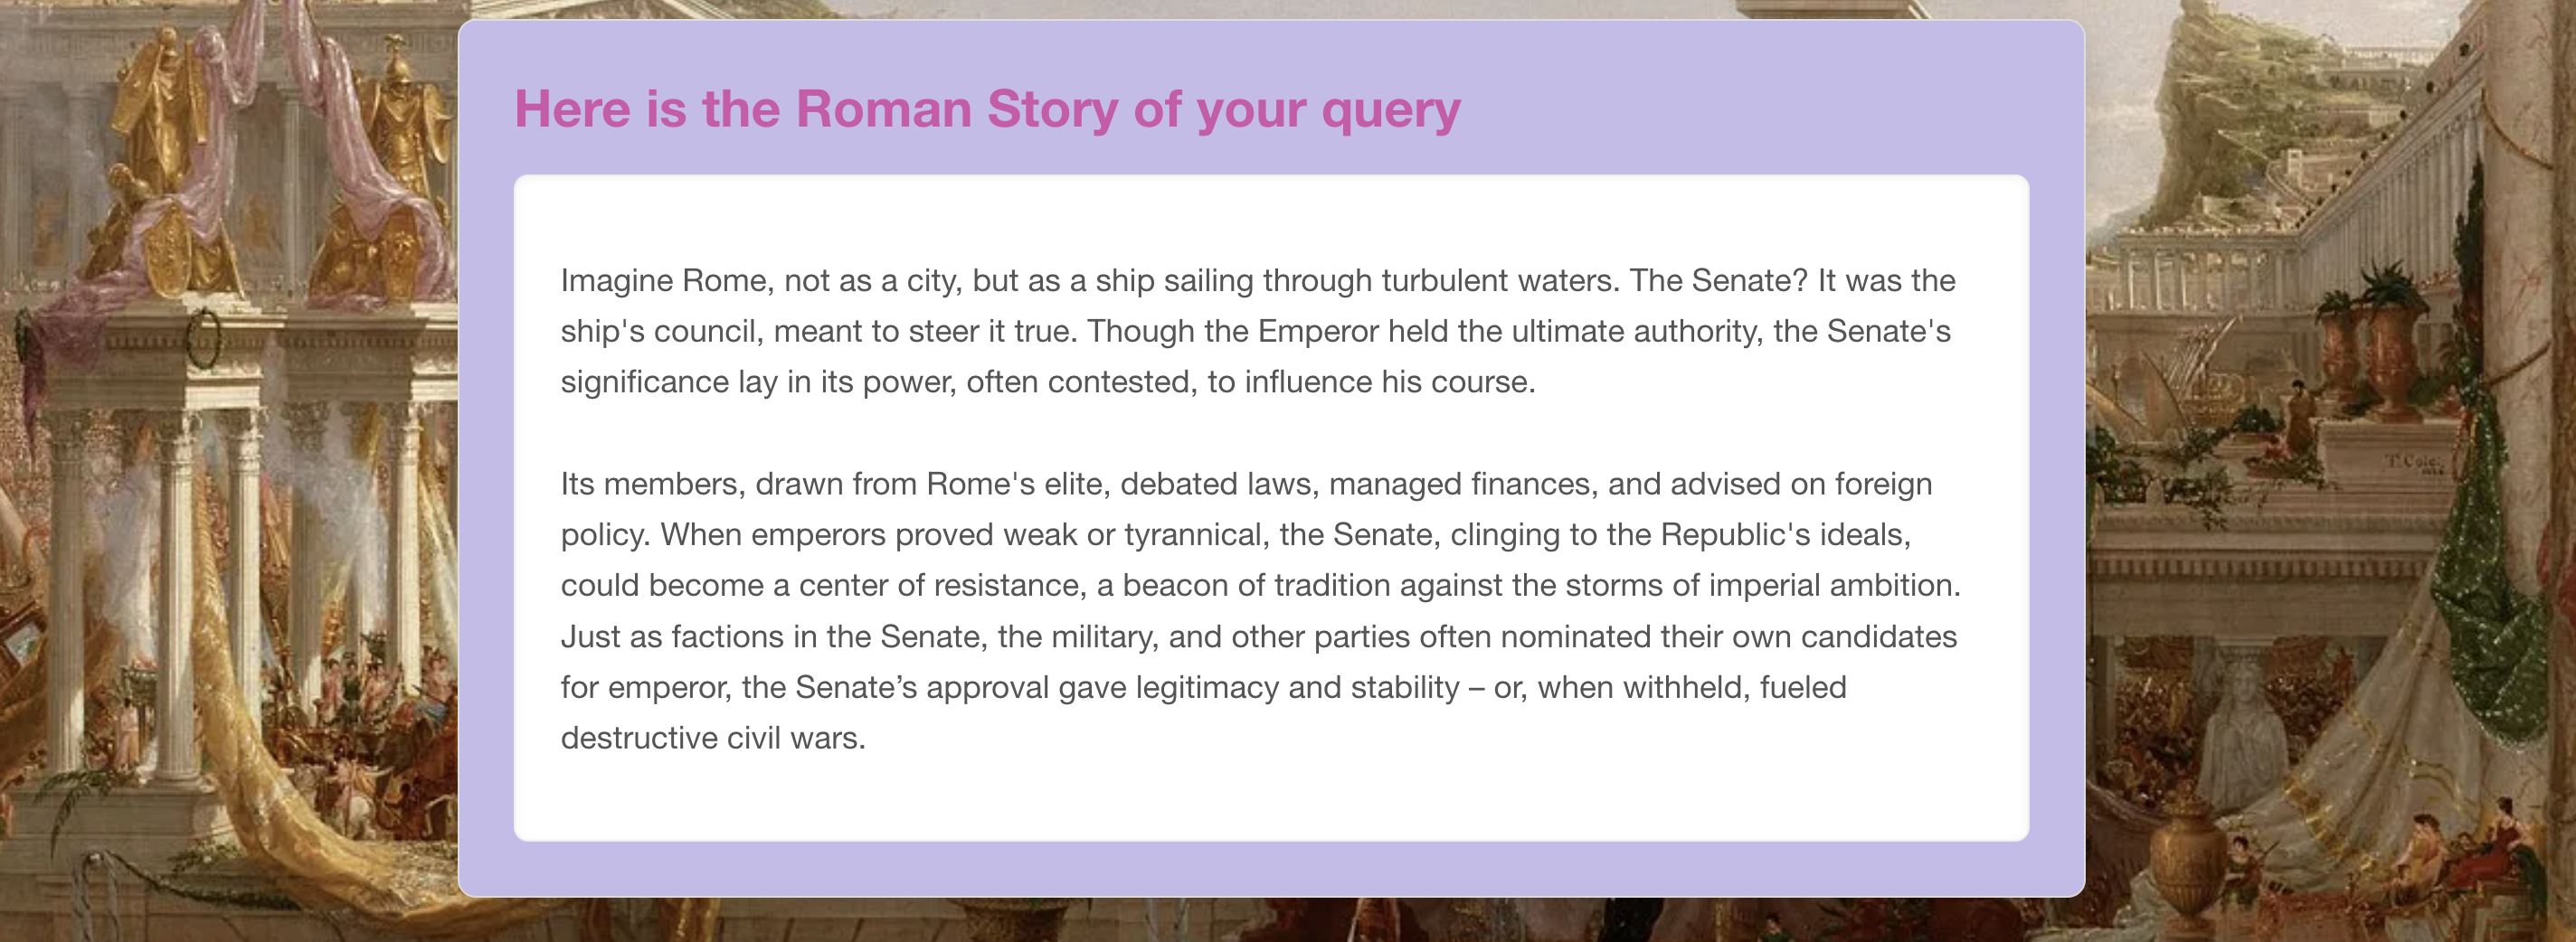 Here is the Roman Story of your query
Imagine Rome, not as a city, but as a ship sailing through turbulent waters. The Senate? It was the
ship's council, meant to steer it true. Though the Emperor held the ultimate authority, the Senate's
significance lay in its power, often contested, to influence his course.
Its members, drawn from Rome's elite, debated laws, managed finances, and advised on foreign
policy. When emperors proved weak or tyrannical, the Senate, clinging to the Republic's ideals,
could become a center of resistance, a beacon of tradition against the storms of imperial ambition.
Just as factions in the Senate, the military, and other parties often nominated their own candidates
for emperor, the Senate’s approval gave legitimacy and stability – or, when withheld, fueled
destructive civil wars.
T. Cole